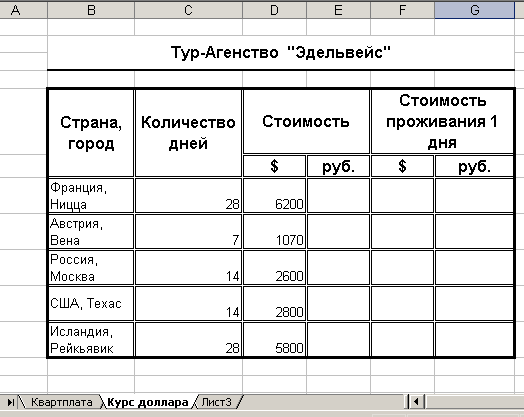 A B C D E F G
Тур-Агенство "Эдельвейс"
Страна, город Количество дней Стоимость Стоимость проживания 1 дня
$ руб. $ руб.
Франция,
Ницца 28 6200
Австрия,
Вена 7 1070
Россия,
Москва 14 2600
США, Техас 14 2800
Исландия,
Рейкьявик 28 5800
Квартплата Курс доллара Лист3